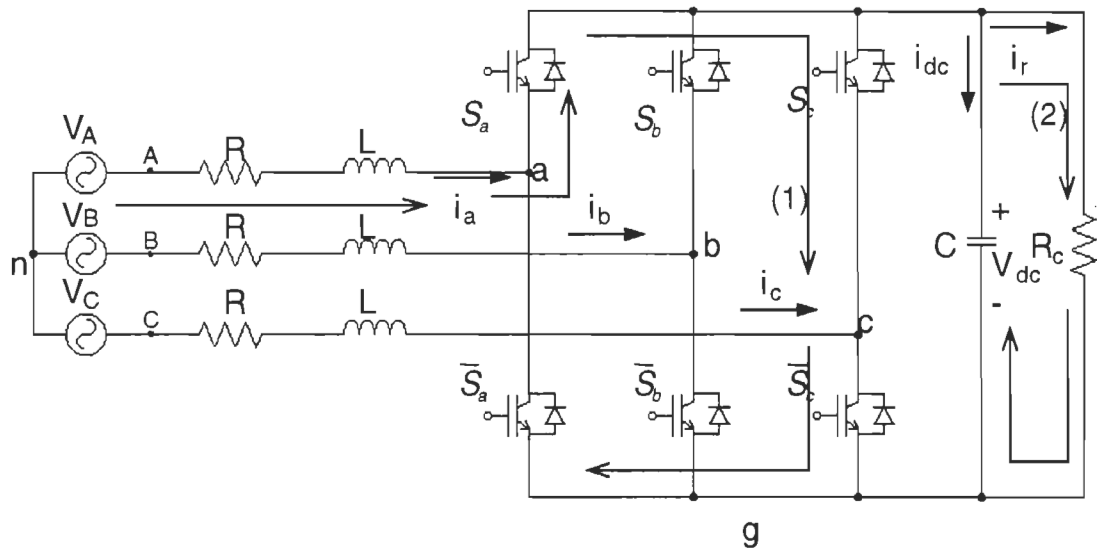 S_a
S_b
S_c
i_dc
i_r
(2)
V_A
A
R
L
a
i_a
V_B
B
R
L
i_b
b
(1)
n
V_C
C
R
L
i_c
c
C
+
V_dc
-
R_c
S̅_a
S̅_b
S̅_c
g